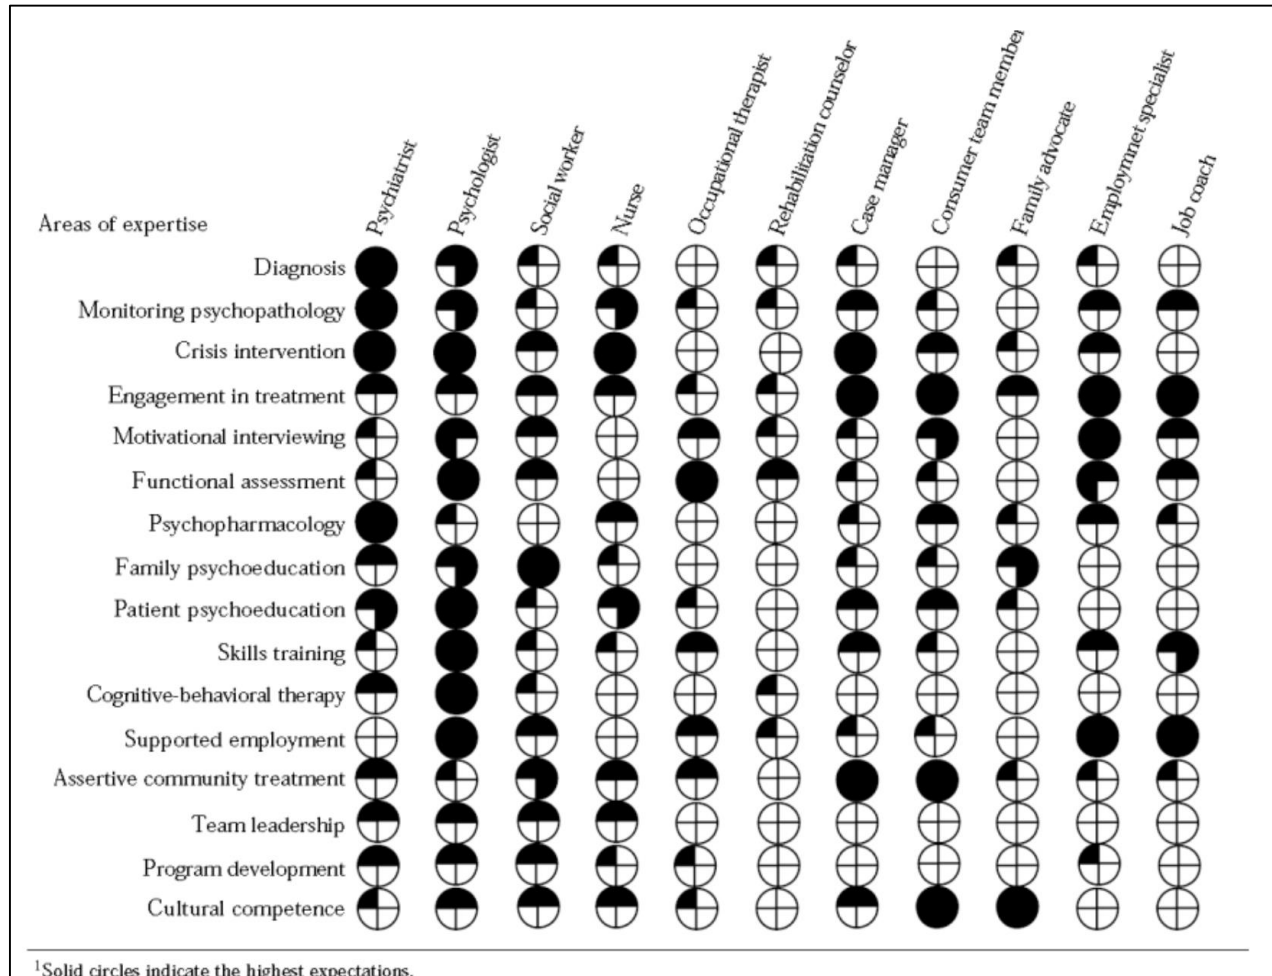 Psychiatrist
Psychologist
Social worker
Nurse
Occupational therapist
Rehabilitation counselor
Case manager
Consumer team member
Family advocate
Employmnet specialist
Job coach
Areas of expertise
Diagnosis
Monitoring psychopathology
Crisis intervention
Engagement in treatment
Motivational interviewing
Functional assessment
Psychopharmacology
Family psychoeducation
Patient psychoeducation
Skills training
Cognitive-behavioral therapy
Supported employment
Assertive community treatment
Team leadership
Program development
Cultural competence
1Solid circles indicate the highest expectations.